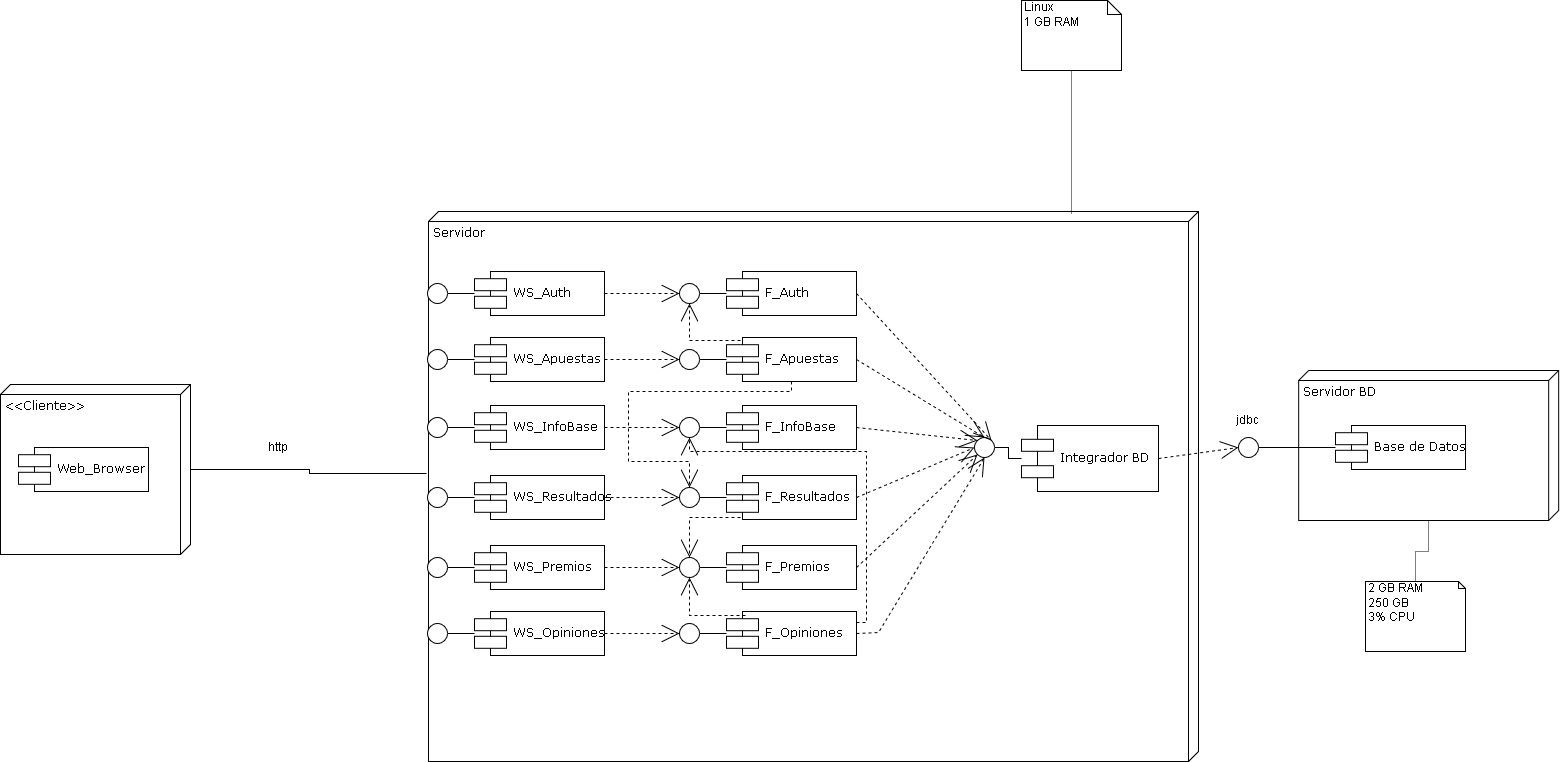 Linux
1 GB RAM
Servidor
WS_Auth
F_Auth
WS_Apuestas
F_Apuestas
<<Cliente>>
Web_Browser
http
WS_InfoBase
F_InfoBase
WS_Resultados
F_Resultados
WS_Premios
F_Premios
WS_Opiniones
F_Opiniones
Integrador BD
jdbc
Servidor BD
Base de Datos
2 GB RAM
250 GB
3% CPU